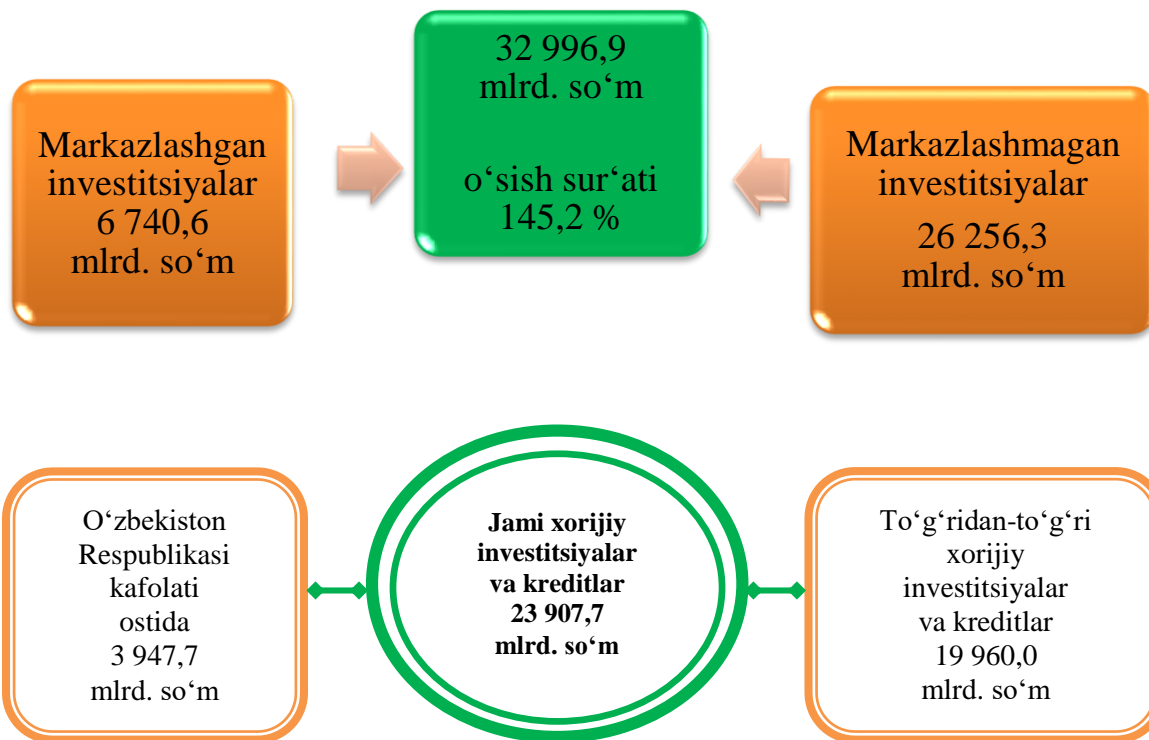 Markazlashgan
investitsiyalar
6 740,6
mlrd. so‘m
32 996,9
mlrd. so‘m
o‘sish sur‘ati
145,2 %
Markazlashmagan
investitsiyalar
26 256,3
mlrd. so‘m
O‘zbekiston
Respublikasi
kafolati
ostida
3 947,7
mlrd. so‘m
Jami xorijiy
investitsiyalar
va kreditlar
23 907,7
mlrd. so‘m
To‘g‘ridan-to‘g‘ri
xorijiy
investitsiyalar
va kreditlar
19 960,0
mlrd. so‘m